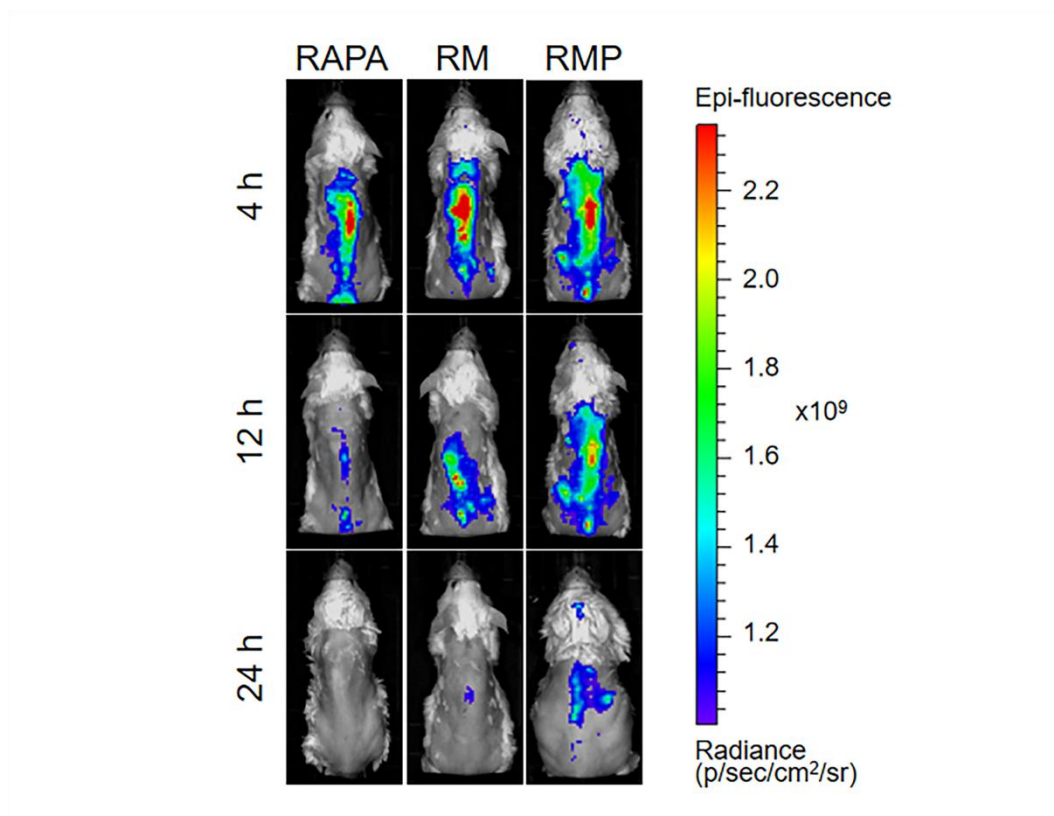 RAPA RM RMP
4 h
12 h
24 h
Epi-fluorescence
2.2
2.0
1.8
x10⁹
1.6
1.4
1.2
Radiance
(p/sec/cm²/sr)